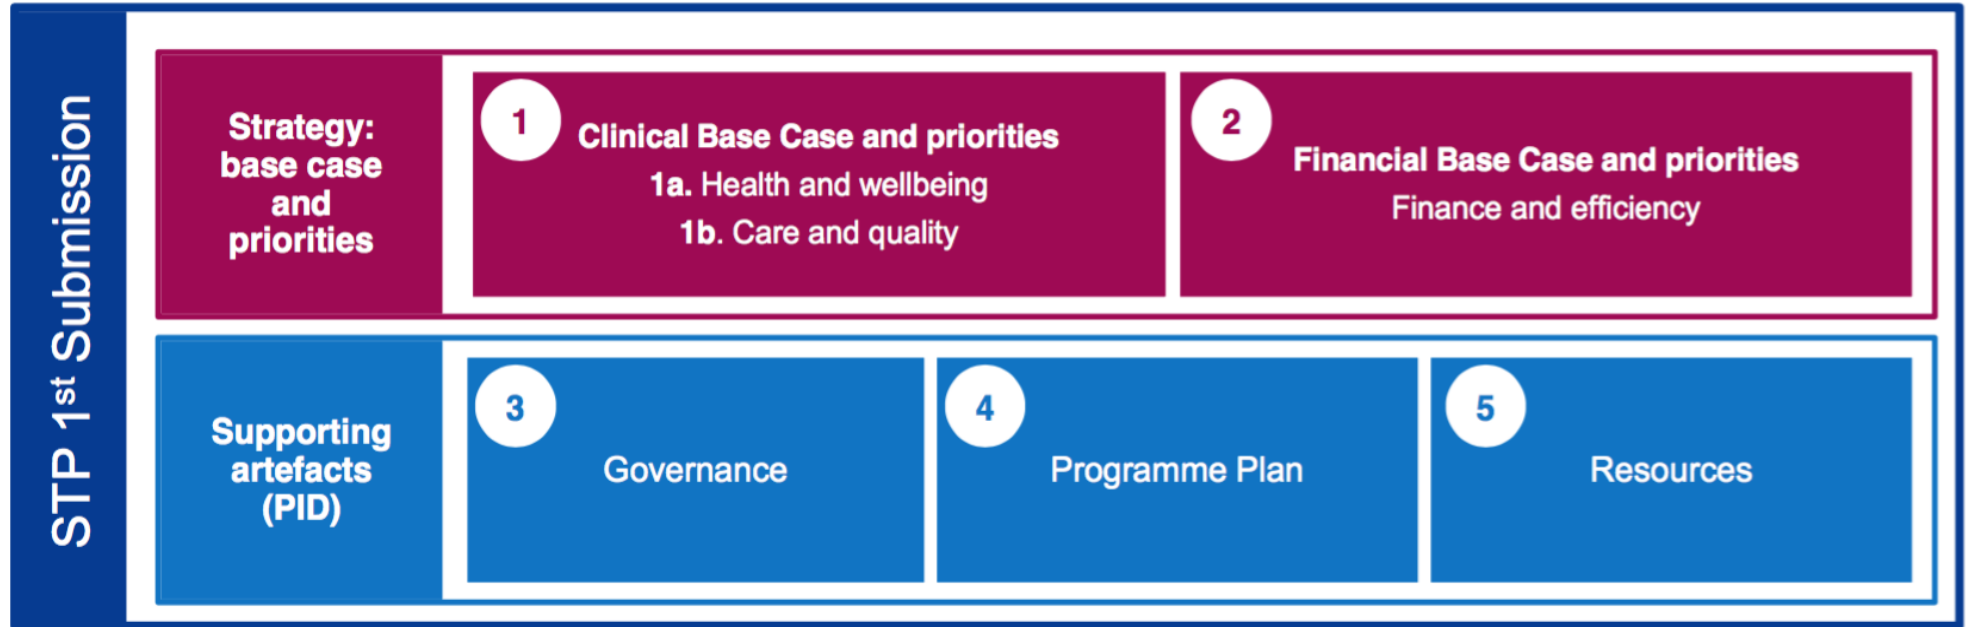 STP 1st Submission
Strategy:
base case
and
priorities
1
Clinical Base Case and priorities
1a. Health and wellbeing
1b. Care and quality
2
Financial Base Case and priorities
Finance and efficiency
Supporting
artefacts
(PID)
3
Governance
4
Programme Plan
5
Resources